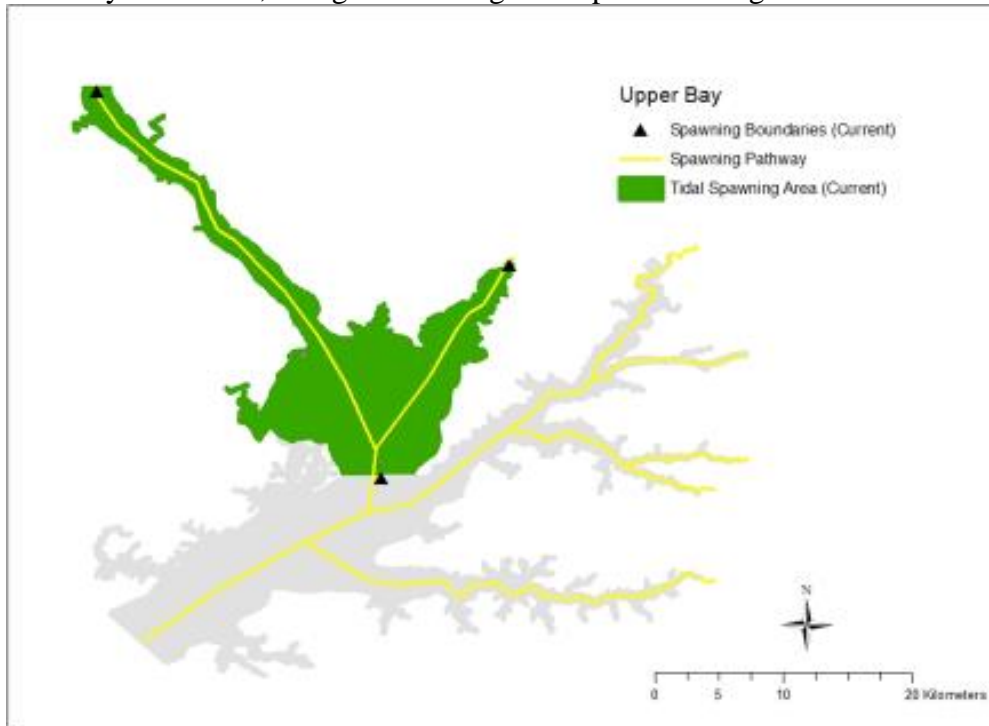 Upper Bay
Spawning Boundaries (Current)
Spawning Pathway
Tidal Spawning Area (Current)
N
0 5 10 20 Kilometers